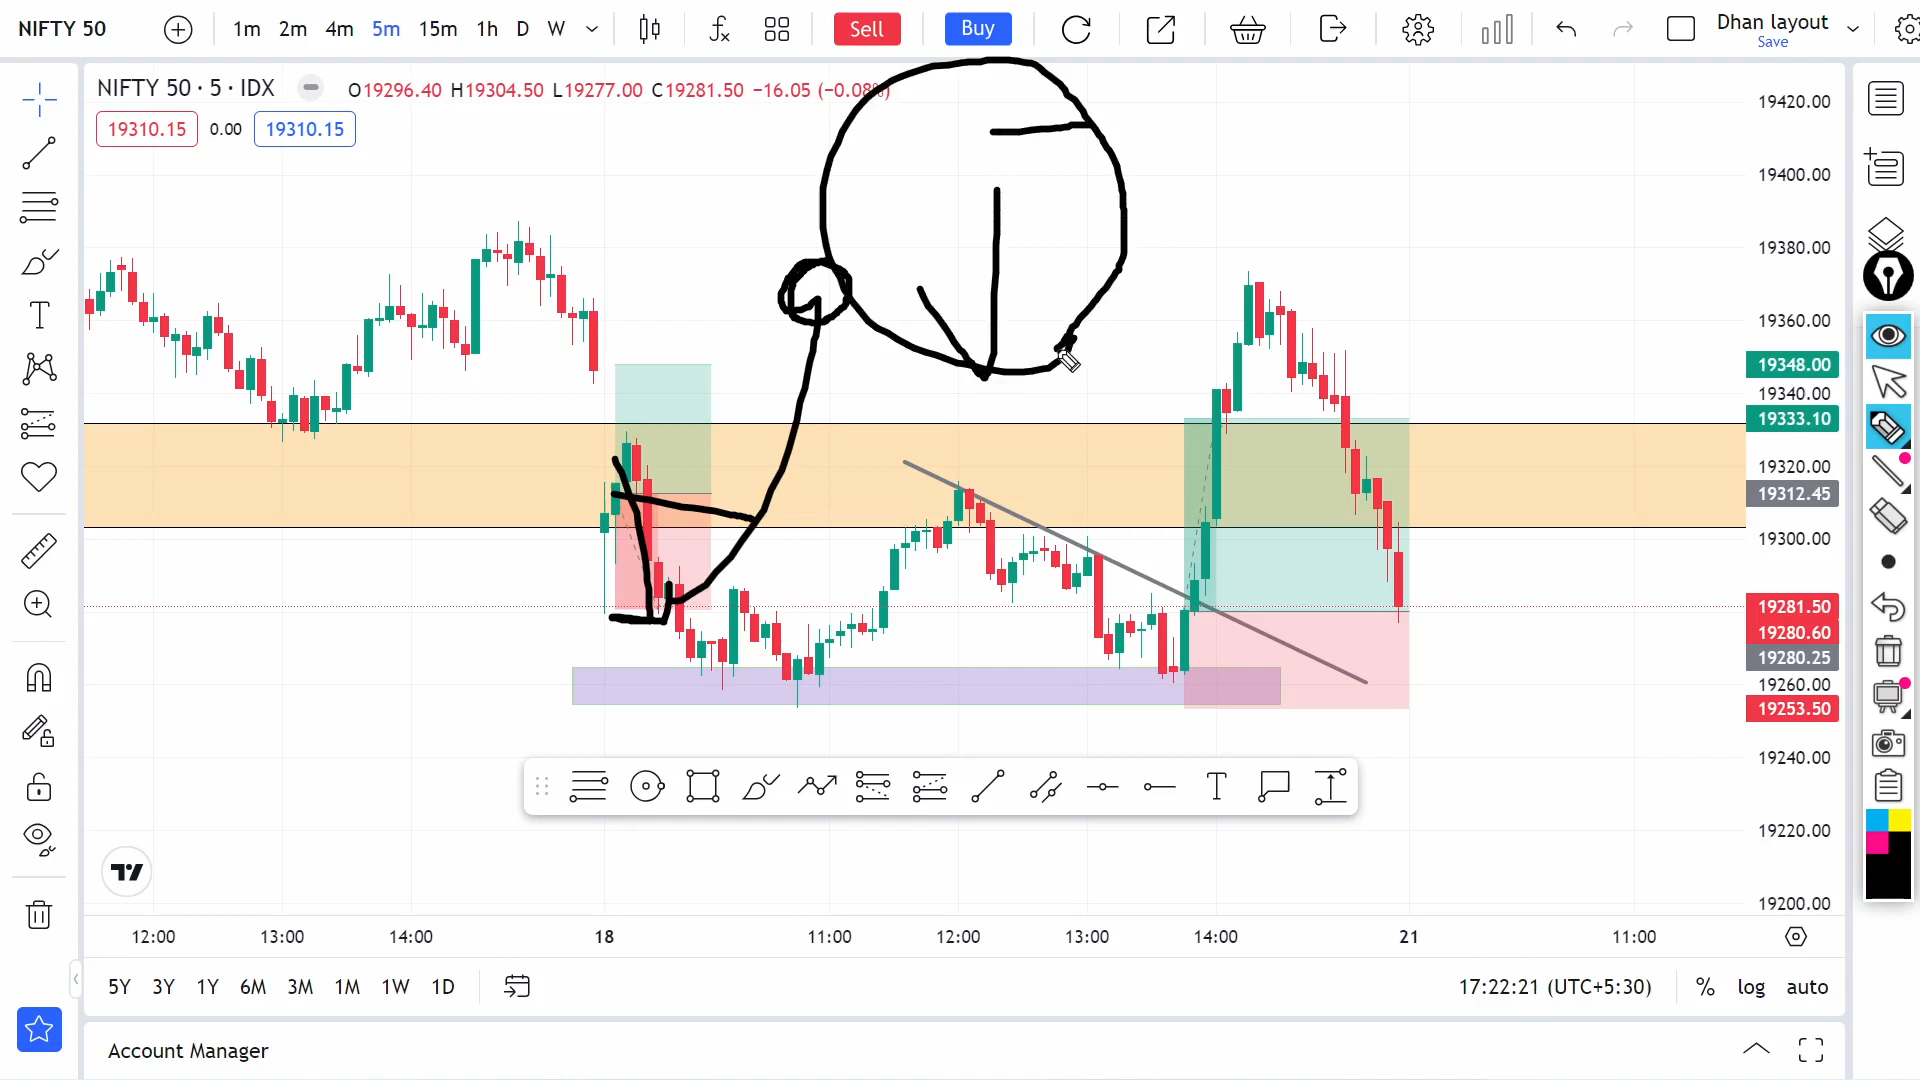 NIFTY 50
1m 2m 4m 5m 15m 1h D W
Sell
Buy
Dhan layout
Save
NIFTY 50 · 5 · IDX
O19296.40 H19304.50 L19277.00 C19281.50 −16.05 (−0.08%)
19310.15 0.00 19310.15
19420.00
19400.00
19380.00
19360.00
19348.00
19340.00
19333.10
19320.00
19312.45
19300.00
19281.50
19280.60
19280.25
19260.00
19253.50
19240.00
19220.00
19200.00
12:00 13:00 14:00 18 11:00 12:00 13:00 14:00 21 11:00
5Y 3Y 1Y 6M 3M 1M 1W 1D
17:22:21 (UTC+5:30) % log auto
Account Manager